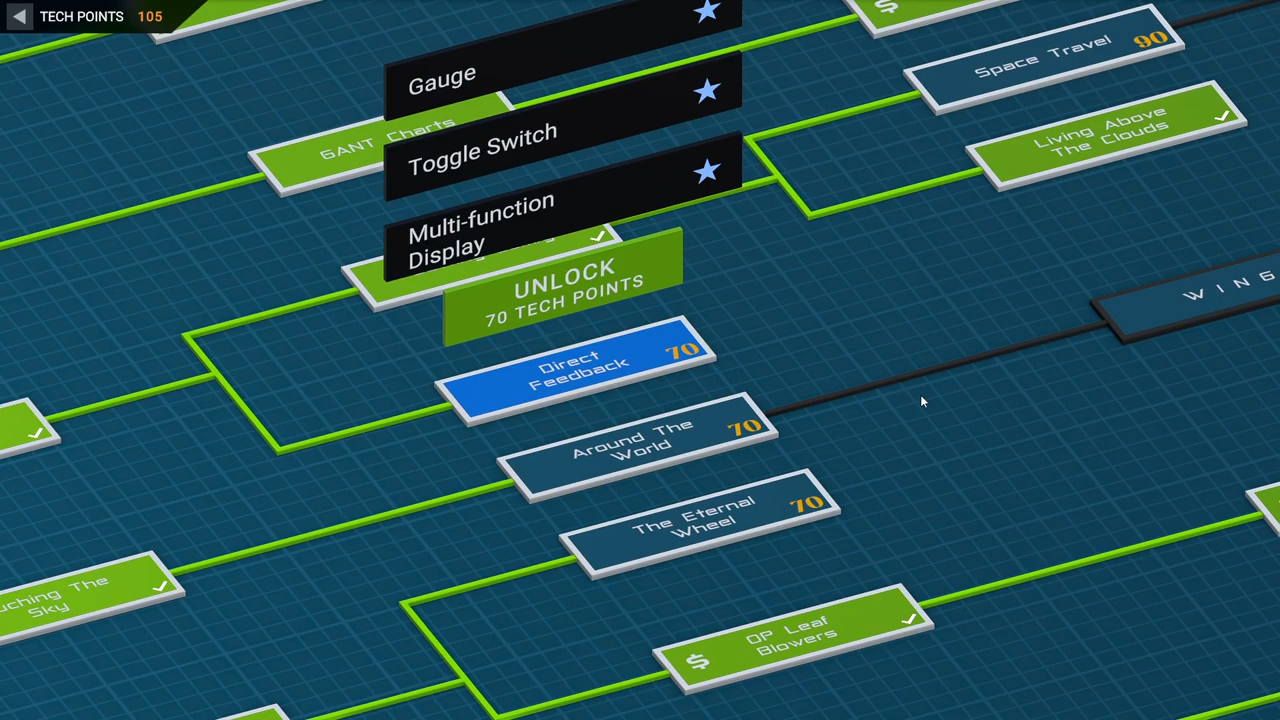 TECH POINTS 105
Gauge
Toggle Switch
Multi-function
Display
UNLOCK
70 TECH POINTS
GANT Charts
$
Space Travel 90
Living Above
The Clouds
WING
Direct
Feedback 70
Around The
World 70
The Eternal
Wheel 70
uching The
Sky
$ OP Leaf
Blowers